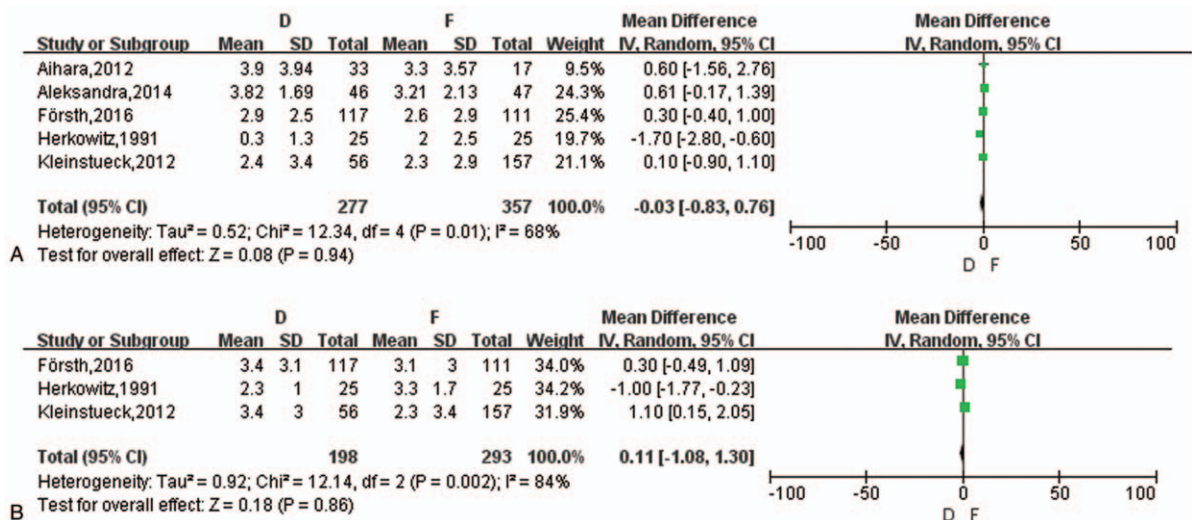 D F Mean Difference Mean Difference
Study or Subgroup Mean SD Total Mean SD Total Weight IV, Random, 95% CI IV, Random, 95% CI
Aihara,2012 3.9 3.94 33 3.3 3.57 17 9.5% 0.60 [-1.56, 2.76]
Aleksandra,2014 3.82 1.69 46 3.21 2.13 47 24.3% 0.61 [-0.17, 1.39]
Försth,2016 2.9 2.5 117 2.6 2.9 111 25.4% 0.30 [-0.40, 1.00]
Herkowitz,1991 0.3 1.3 25 2 2.5 25 19.7% -1.70 [-2.80, -0.60]
Kleinstueck,2012 2.4 3.4 56 2.3 2.9 157 21.1% 0.10 [-0.90, 1.10]
Total (95% CI) 277 357 100.0% -0.03 [-0.83, 0.76]
Heterogeneity: Tau² = 0.52; Chi² = 12.34, df = 4 (P = 0.01); I² = 68%
-100 -50 0 50 100
A Test for overall effect: Z = 0.08 (P = 0.94)
D F
D F Mean Difference Mean Difference
Study or Subgroup Mean SD Total Mean SD Total Weight IV, Random, 95% CI IV, Random, 95% CI
Försth,2016 3.4 3.1 117 3.1 3 111 34.0% 0.30 [-0.49, 1.09]
Herkowitz,1991 2.3 1 25 3.3 1.7 25 34.2% -1.00 [-1.77, -0.23]
Kleinstueck,2012 3.4 3 56 2.3 3.4 157 31.9% 1.10 [0.15, 2.05]
Total (95% CI) 198 293 100.0% 0.11 [-1.08, 1.30]
Heterogeneity: Tau² = 0.92; Chi² = 12.14, df = 2 (P = 0.002); I² = 84%
-100 -50 0 50 100
B Test for overall effect: Z = 0.18 (P = 0.86)
D F